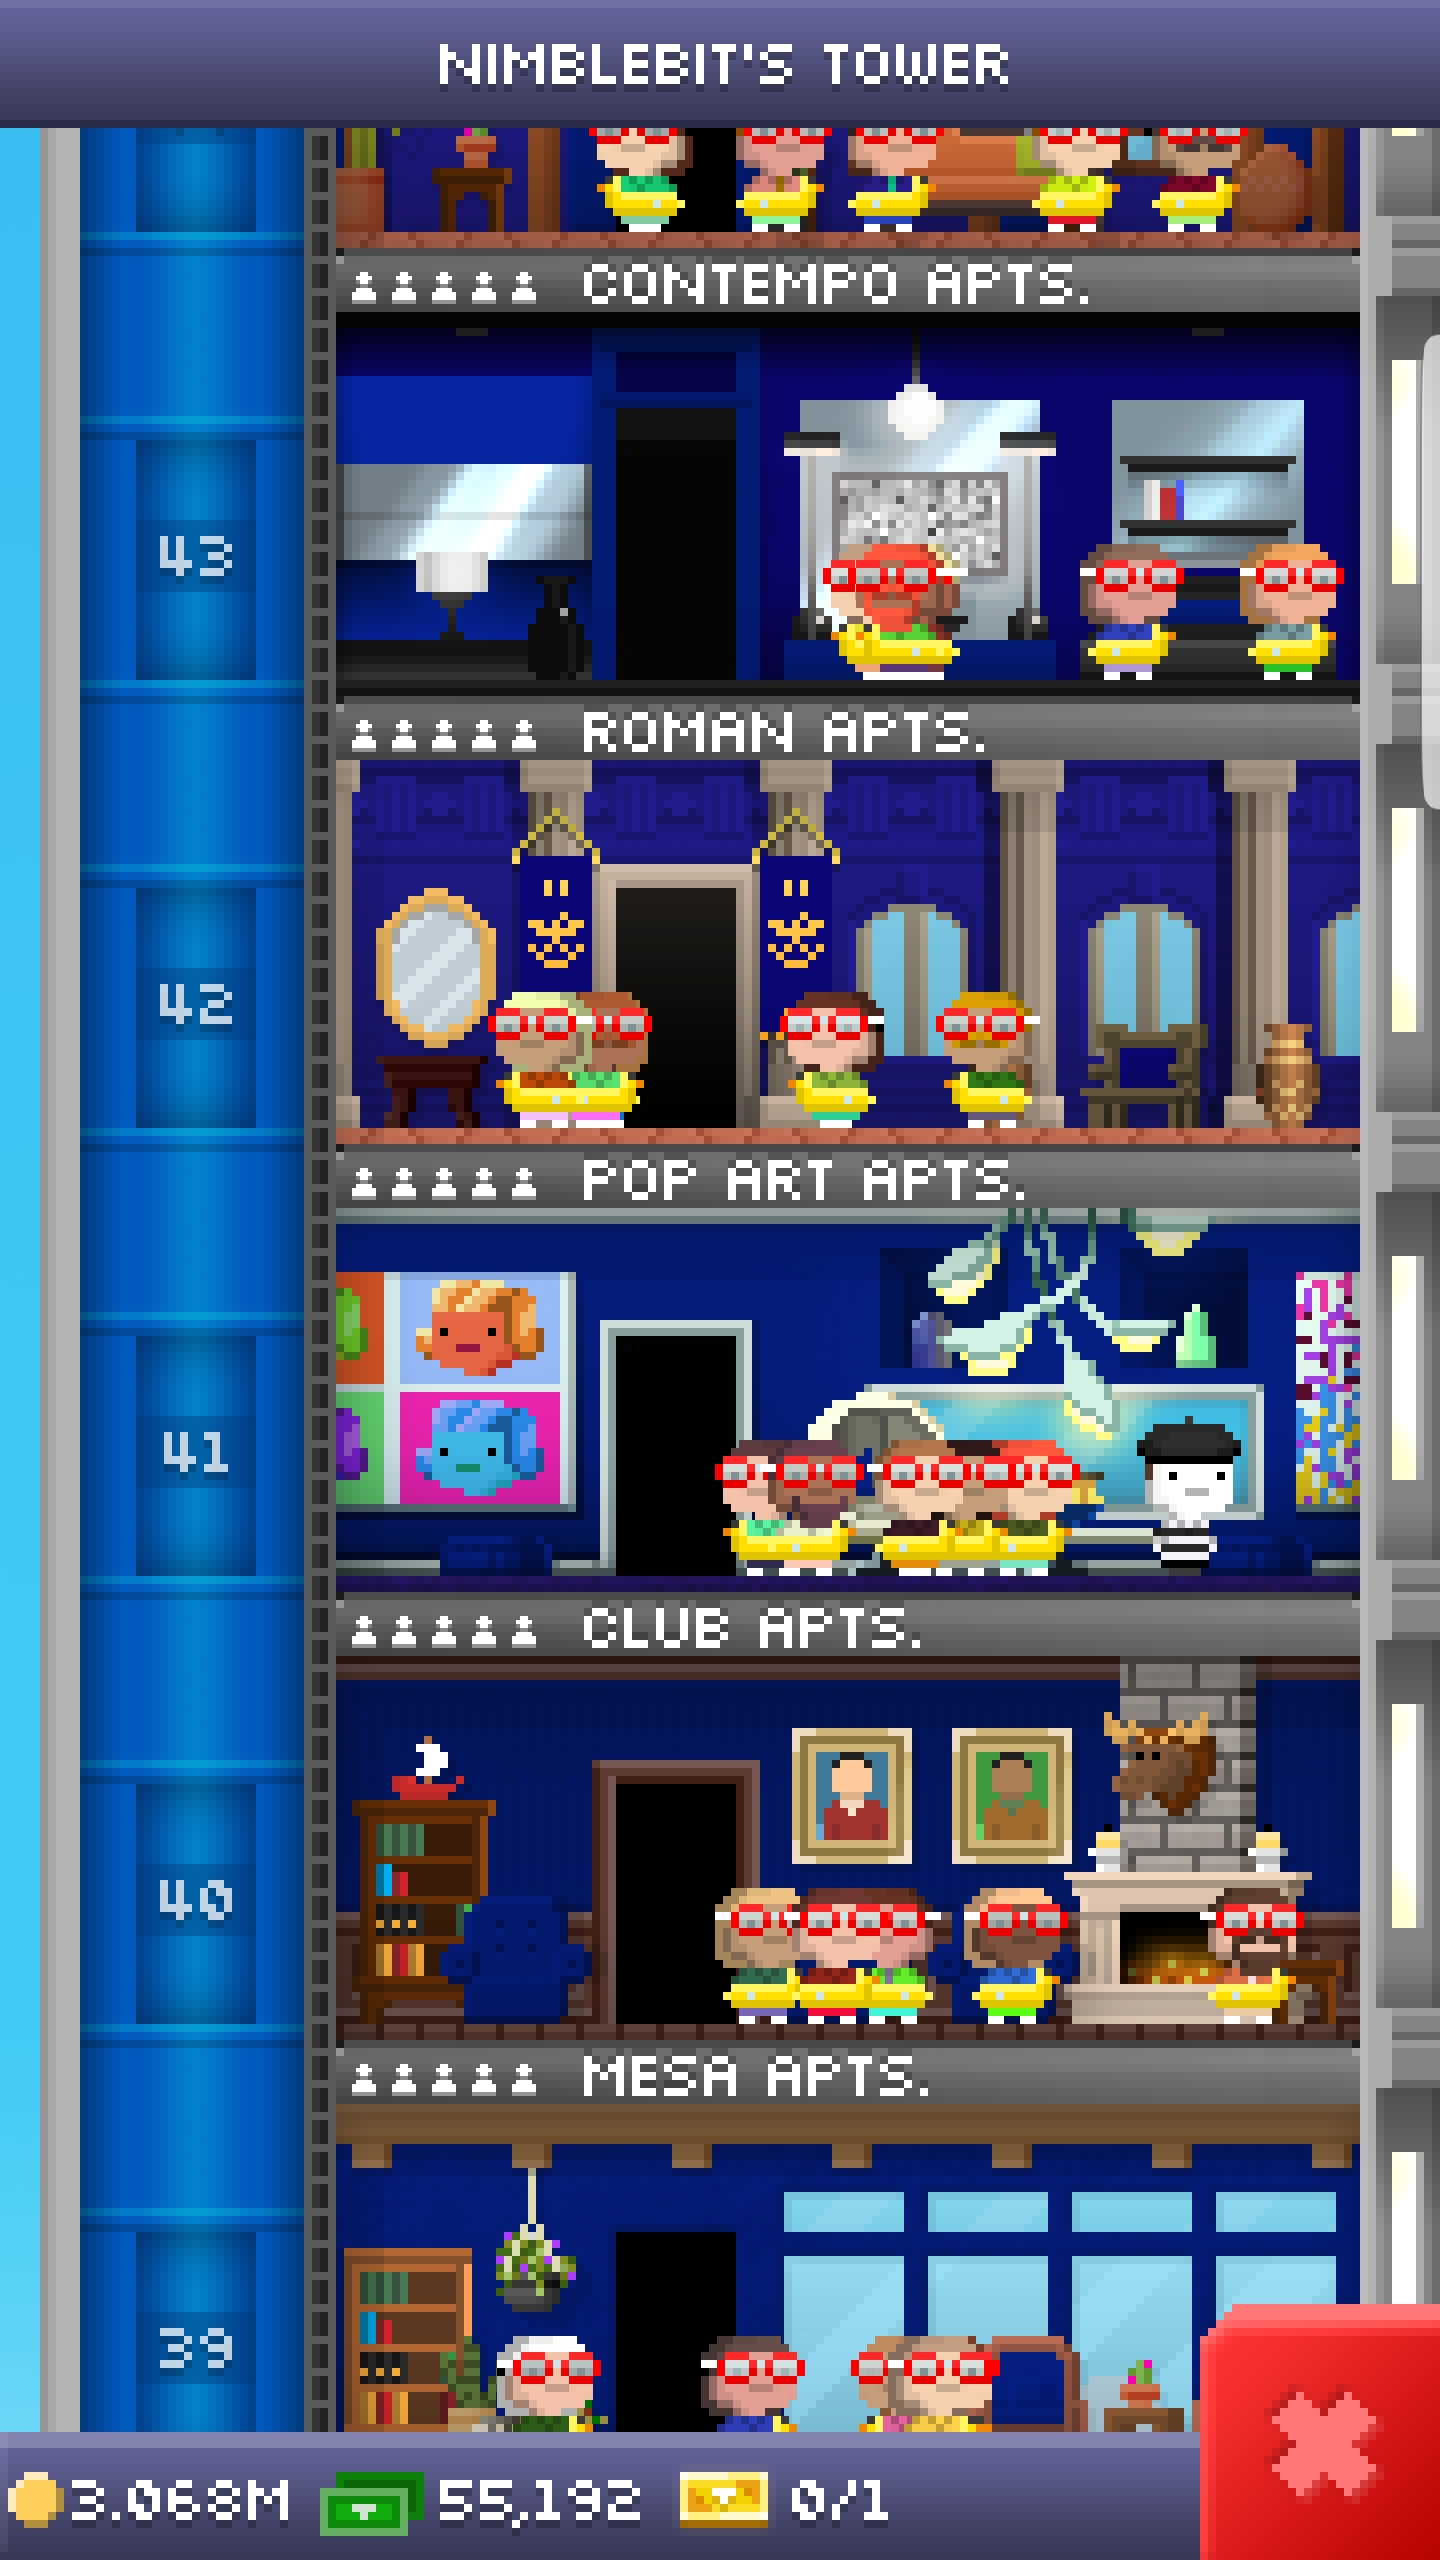 NIMBLEBIT'S TOWER
CONTEMPO APTS.
43
ROMAN APTS.
42
POP ART APTS.
41
CLUB APTS.
40
MESA APTS.
39
3.068M 55,192 0/1